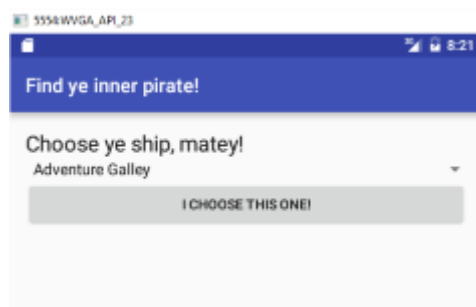 5554:WVGA_API_23
8:21
Find ye inner pirate!
Choose ye ship, matey!
Adventure Galley
I CHOOSE THIS ONE!